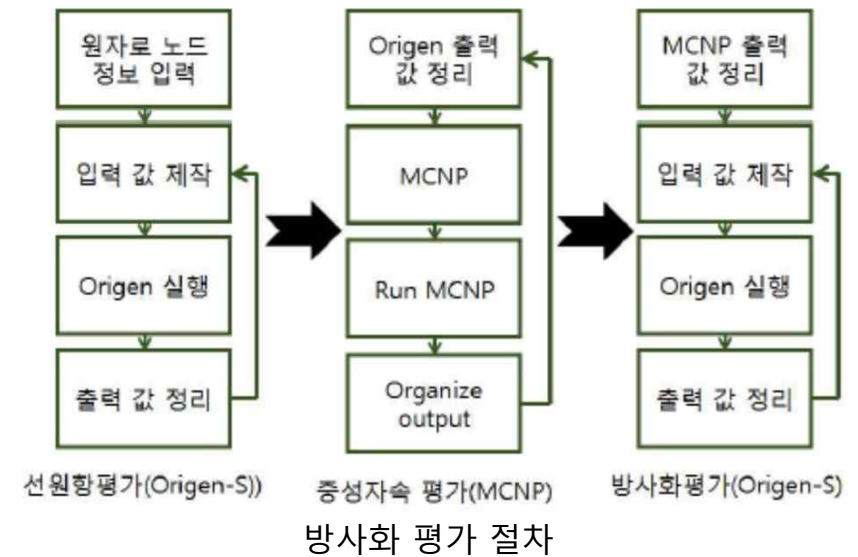 원자로 노드
정보 입력
입력 값 제작
Origen 실행
출력 값 정리
선원항평가(Origen-S))
Origen 출력
값 정리
MCNP
Run MCNP
Organize
output
중성자속 평가(MCNP)
MCNP 출력
값 정리
입력 값 제작
Origen 실행
출력 값 정리
방사화평가(Origen-S)
방사화 평가 절차